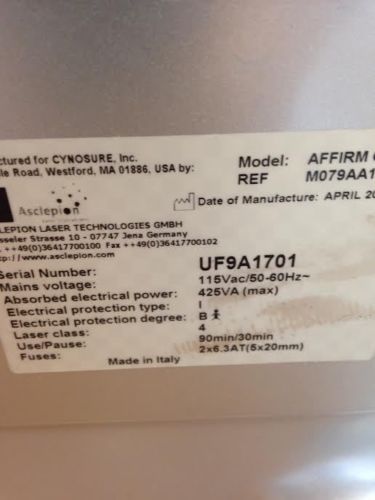 ctured for CYNOSURE, Inc.
le Road, Westford, MA 01886, USA by:
Model: AFFIRM
REF M079AA1
Asclepion
Date of Manufacture: APRIL 20
CLEPION LASER TECHNOLOGIES GMBH
sseler Strasse 10 - 07747 Jena Germany
++49(0)36417700100 Fax ++49(0)36417700102
tp://www.asclepion.com
Serial Number: UF9A1701
Mains voltage: 115Vac/50-60Hz~
Absorbed electrical power: 425VA (max)
Electrical protection type: I
Electrical protection degree: B
Laser class: 4
Use/Pause: 90min/30min
Fuses: 2x6.3AT(5x20mm)
Made in Italy